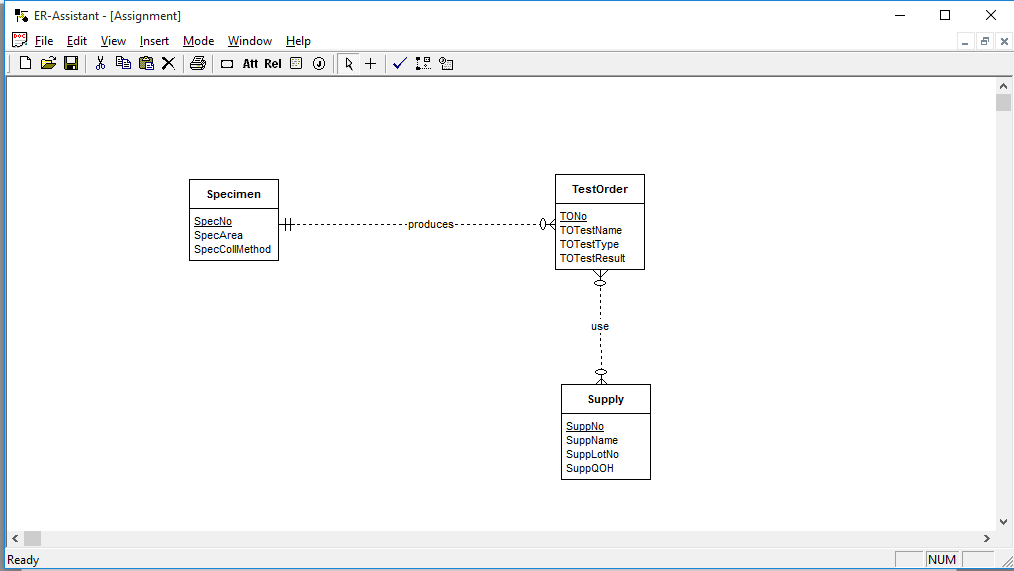 ER-Assistant - [Assignment]
File Edit View Insert Mode Window Help
Att Rel
Specimen
SpecNo
SpecArea
SpecCollMethod
produces
TestOrder
TONo
TOTestName
TOTestType
TOTestResult
use
Supply
SuppNo
SuppName
SuppLotNo
SuppQOH
Ready NUM